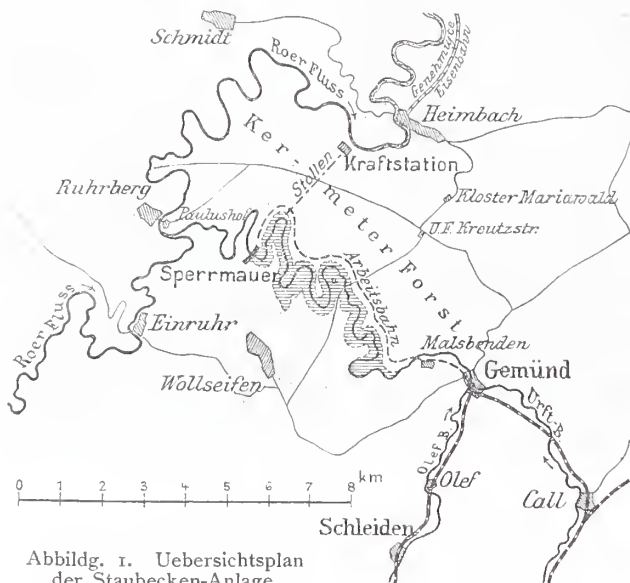 Schmidt
Roer Fluss
Genehmigte
Eisenbahn
Heimbach
Kermeter Forst
Kraftstation
Stollen
Ruhrberg
Paulushof
Kloster Mariawald
U.F. Kreutzstr.
Sperrmauer
Arbeitsbahn
Roer Fluss
Einruhr
Malsbenden
Gemünd
Wollseifen
Urft-B.
Olef B.
0 1 2 3 4 5 6 7 8 km
Olef
Call
Schleiden
Abbildg. 1. Uebersichtsplan
der Staubecken-Anlage